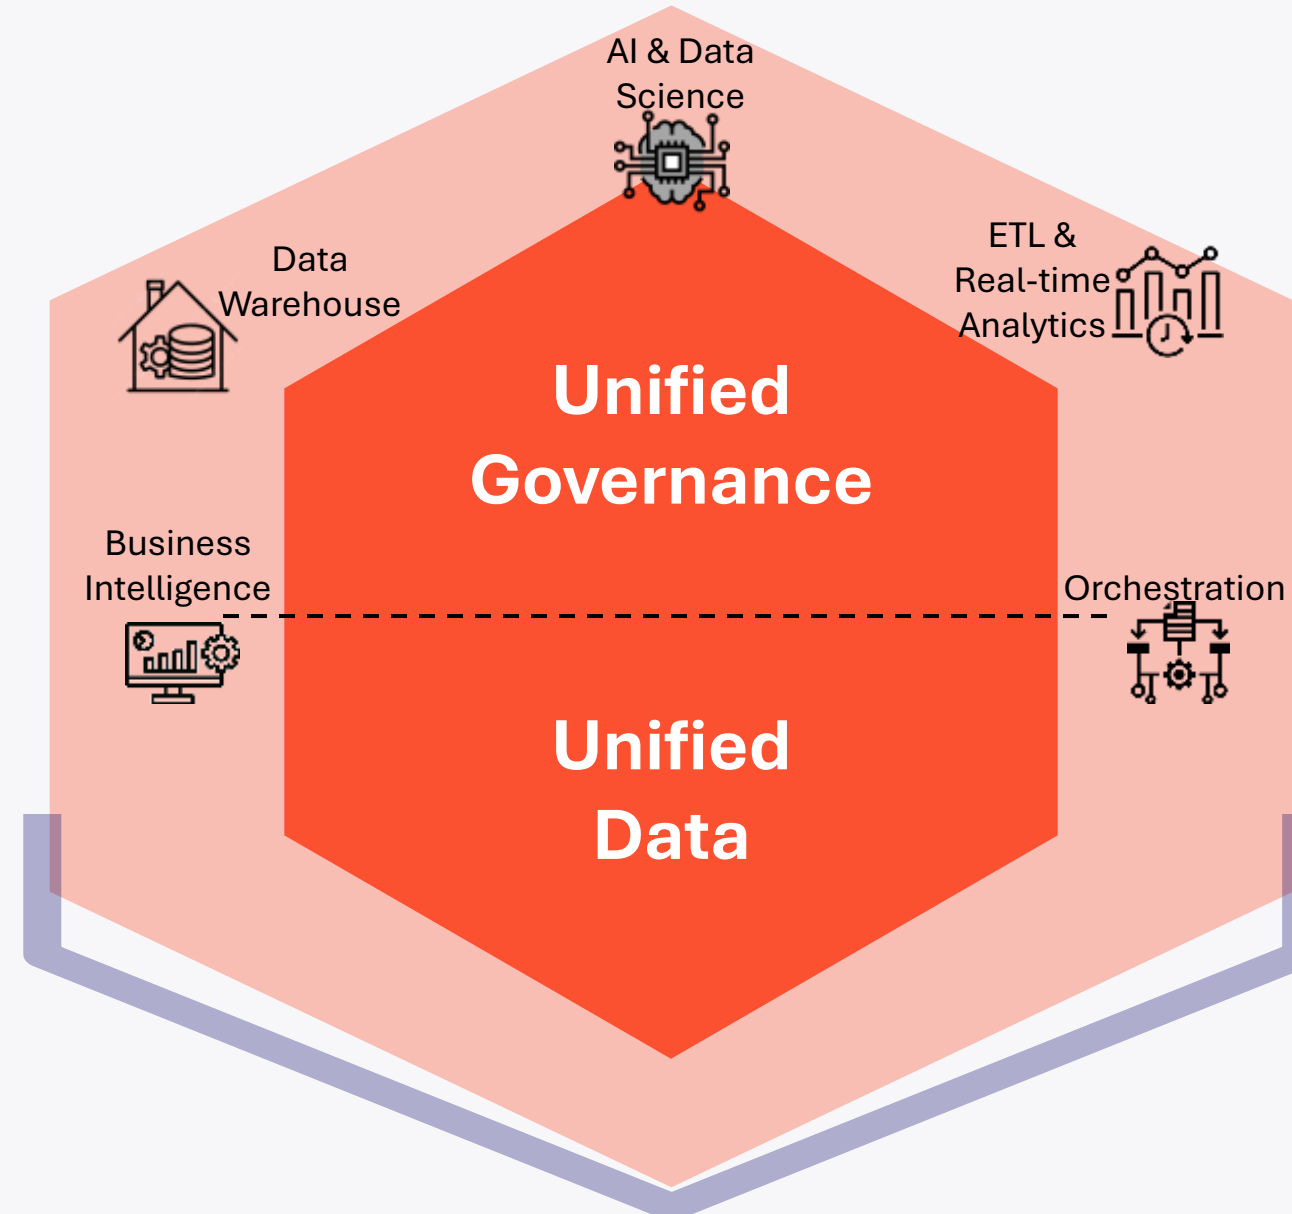 AI & Data
Science
Data
Warehouse
ETL &
Real-time
Analytics
Unified
Governance
Business
Intelligence
Orchestration
Unified
Data